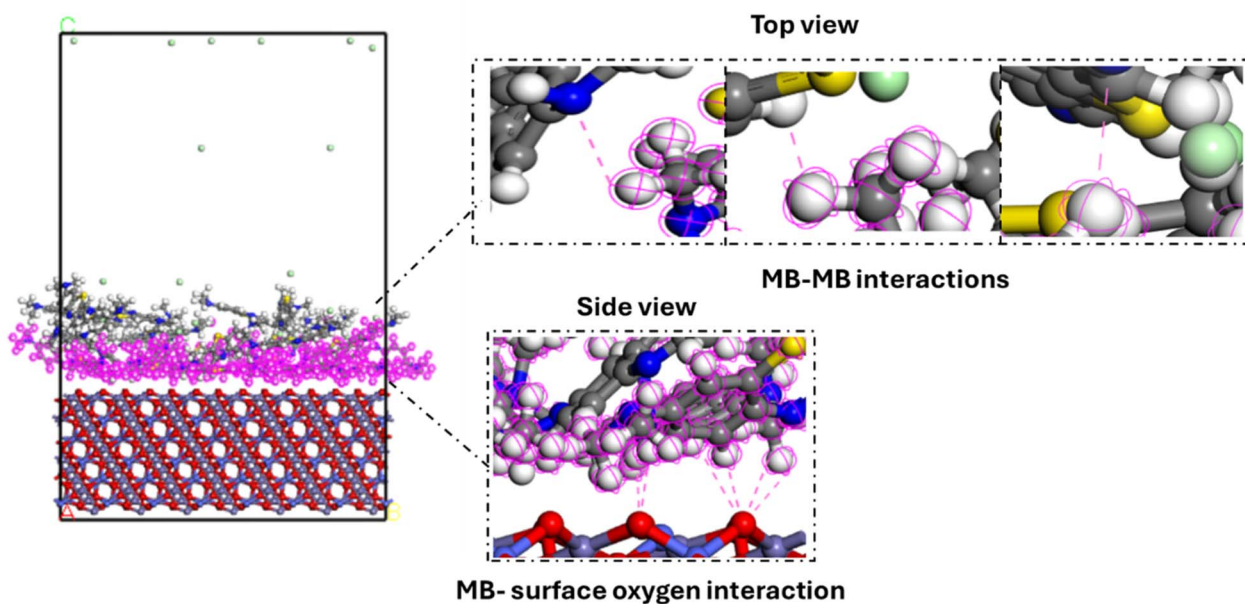 C
Top view
MB-MB interactions
Side view
A
B
MB- surface oxygen interaction